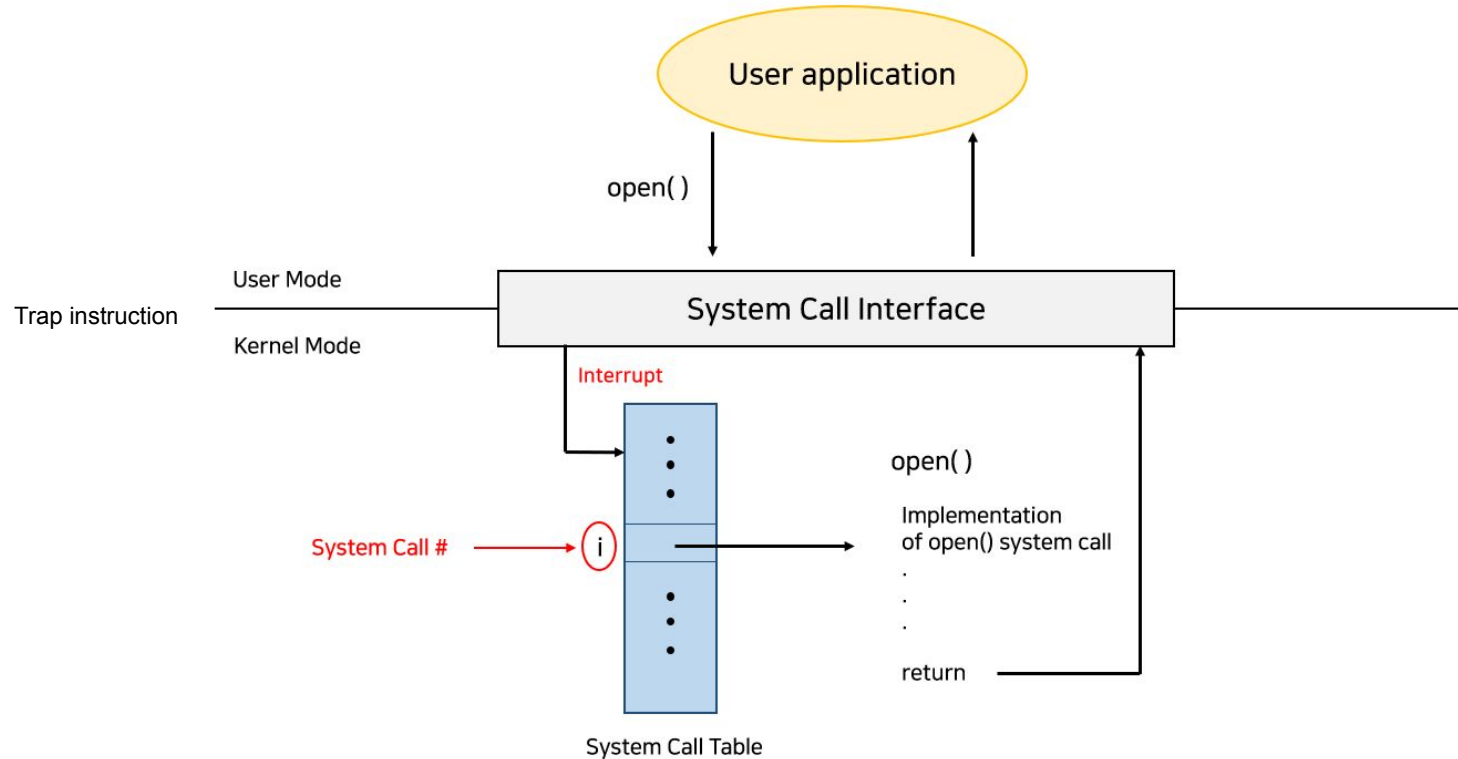 User application
open( )
User Mode
Trap instruction
System Call Interface
Kernel Mode
Interrupt
open( )
Implementation
of open() system call
.
.
.
System Call #
i
return
System Call Table